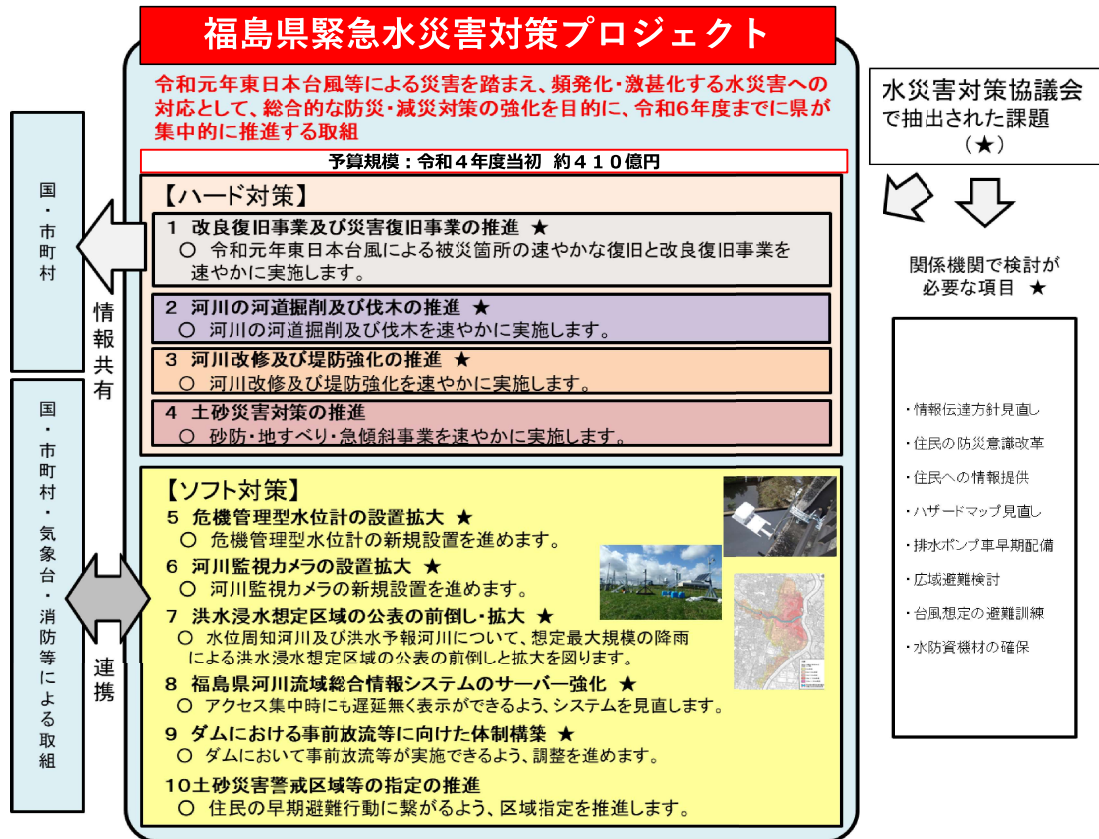 福島県緊急水災害対策プロジェクト
令和元年東日本台風等による災害を踏まえ、頻発化・激甚化する水災害への
対応として、総合的な防災・減災対策の強化を目的に、令和6年度までに県が
集中的に推進する取組
予算規模：令和４年度当初 約４１０億円
【ハード対策】
1 改良復旧事業及び災害復旧事業の推進 ★
○ 令和元年東日本台風による被災箇所の速やかな復旧と改良復旧事業を
速やかに実施します。
2 河川の河道掘削及び伐木の推進 ★
○ 河川の河道掘削及び伐木を速やかに実施します。
3 河川改修及び堤防強化の推進 ★
○ 河川改修及び堤防強化を速やかに実施します。
4 土砂災害対策の推進
○ 砂防・地すべり・急傾斜事業を速やかに実施します。
【ソフト対策】
5 危機管理型水位計の設置拡大 ★
○ 危機管理型水位計の新規設置を進めます。
6 河川監視カメラの設置拡大 ★
○ 河川監視カメラの新規設置を進めます。
7 洪水浸水想定区域の公表の前倒し・拡大 ★
○ 水位周知河川及び洪水予報河川について、想定最大規模の降雨
による洪水浸水想定区域の公表の前倒しと拡大を図ります。
8 福島県河川流域総合情報システムのサーバー強化 ★
○ アクセス集中時にも遅延無く表示ができるよう、システムを見直します。
9 ダムにおける事前放流等に向けた体制構築 ★
○ ダムにおいて事前放流等が実施できるよう、調整を進めます。
10土砂災害警戒区域等の指定の推進
○ 住民の早期避難行動に繋がるよう、区域指定を推進します。
国・市町村
情報共有
国・市町村・気象台・消防等による取組
連携
水災害対策協議会
で抽出された課題
（★）
関係機関で検討が
必要な項目 ★
・情報伝達方針見直し
・住民の防災意識改革
・住民への情報提供
・ハザードマップ見直し
・排水ポンプ車早期配備
・広域避難検討
・台風想定の避難訓練
・水防資機材の確保